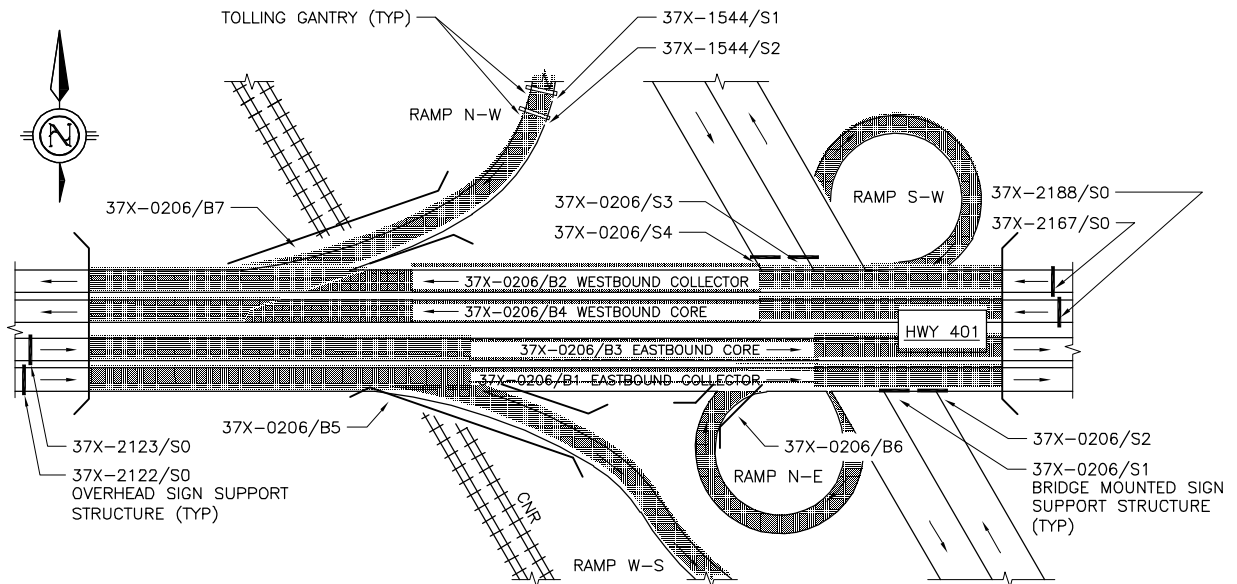 TOLLING GANTRY (TYP)
37X-1544/S1
37X-1544/S2
RAMP N-W
N
RAMP S-W
37X-2188/S0
37X-2167/S0
37X-0206/B7
37X-0206/S3
37X-0206/S4
37X-0206/B2 WESTBOUND COLLECTOR
37X-0206/B4 WESTBOUND CORE
HWY 401
37X-0206/B3 EASTBOUND CORE
37X-0206/B1 EASTBOUND COLLECTOR
37X-0206/B5
37X-0206/B6
37X-0206/S2
37X-2123/S0
37X-2122/S0
OVERHEAD SIGN SUPPORT
STRUCTURE (TYP)
RAMP N-E
37X-0206/S1
BRIDGE MOUNTED SIGN
SUPPORT STRUCTURE
(TYP)
CNR
RAMP W-S